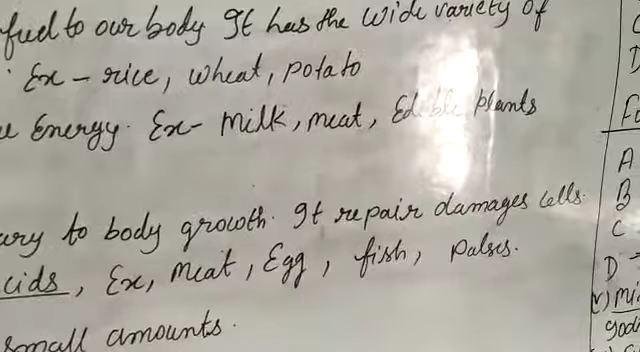 fuel to our body It has the wide variety of
Ex - rice, wheat, potato
Energy. Ex- Milk, meat, Edible plants
ary to body growth. It repair damages cells.
cids, Ex, Meat, Egg, fish, pulses.
small amounts.
A
B
C
D
(v) mi